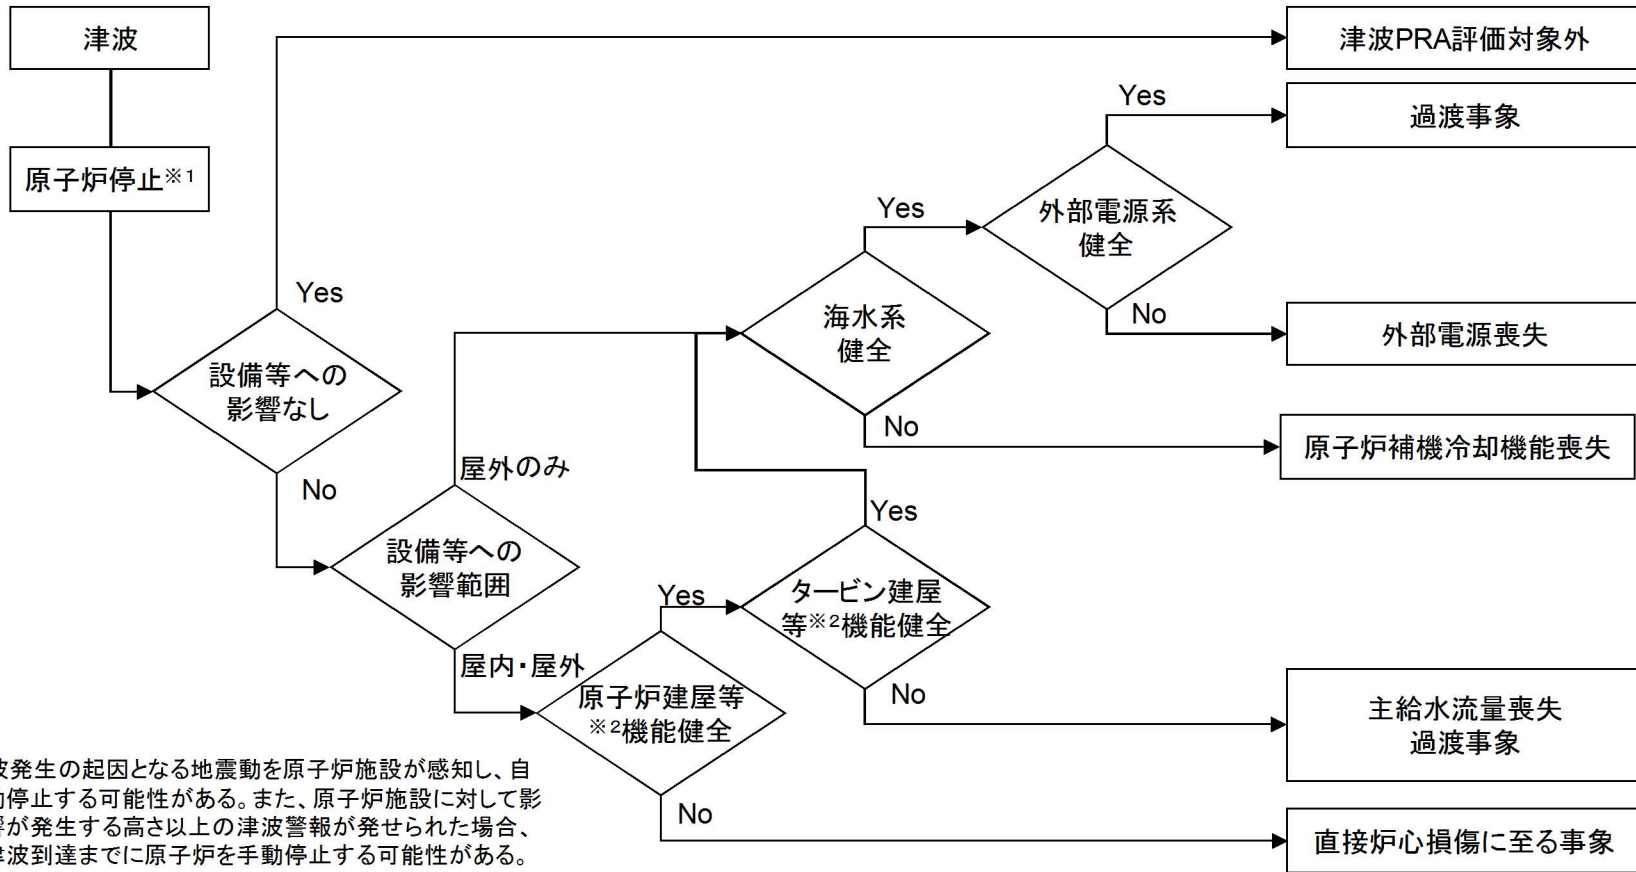 津波
原子炉停止※1
Yes
設備等への
影響なし
No
屋外のみ
設備等への
影響範囲
屋内・屋外
Yes
原子炉建屋等
※2機能健全
No
Yes
タービン建屋
等※2機能健全
No
Yes
海水系
健全
No
Yes
外部電源系
健全
No
津波PRA評価対象外
過渡事象
外部電源喪失
原子炉補機冷却機能喪失
主給水流量喪失
過渡事象
直接炉心損傷に至る事象
波発生の起因となる地震動を原子炉施設が感知し、自
停止する可能性がある。また、原子炉施設に対して影
が発生する高さ以上の津波警報が発せられた場合、
津波到達までに原子炉を手動停止する可能性がある。